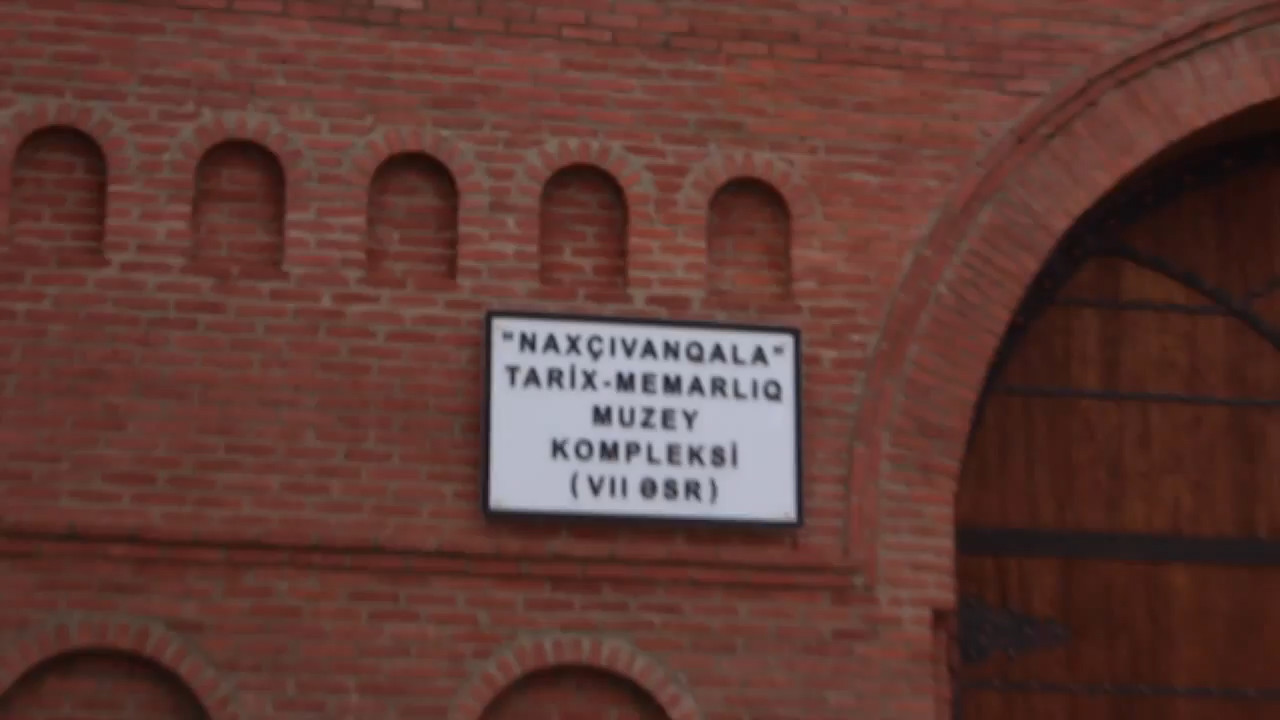 "NAXÇIVANQALA"
TARİX-MEMARLIQ
MUZEY
KOMPLEKSİ
(VII ƏSR)